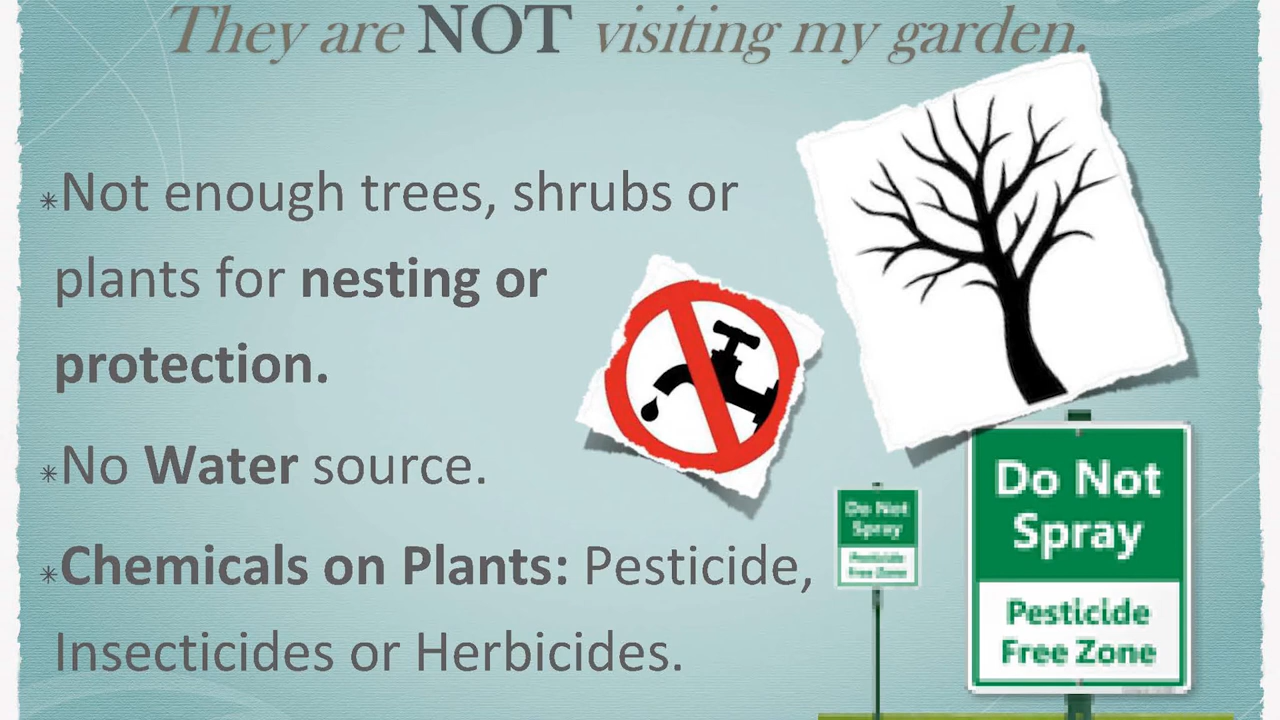 They are NOT visiting my garden.
*Not enough trees, shrubs or
plants for nesting or
protection.
*No Water source.
*Chemicals on Plants: Pesticide,
Insecticides or Herbicides.
Do Not
Spray
Pesticide
Free Zone
Do Not
Spray
Pesticide
Free Zone